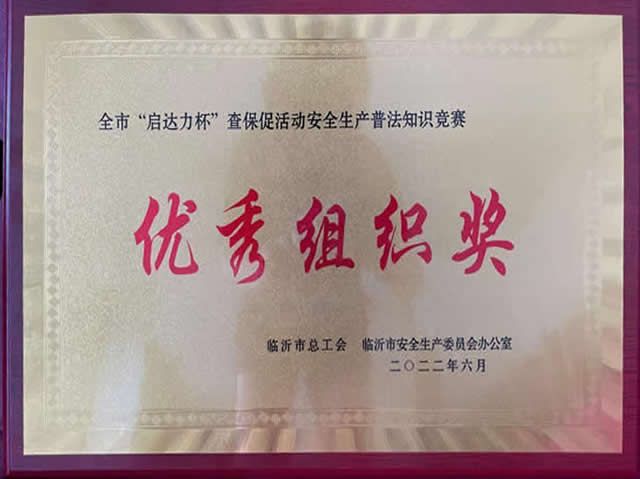 全市“启达力杯”查保促活动安全生产普法知识竞赛
优秀组织奖
临沂市总工会 临沂市安全生产委员会办公室
二〇二二年六月